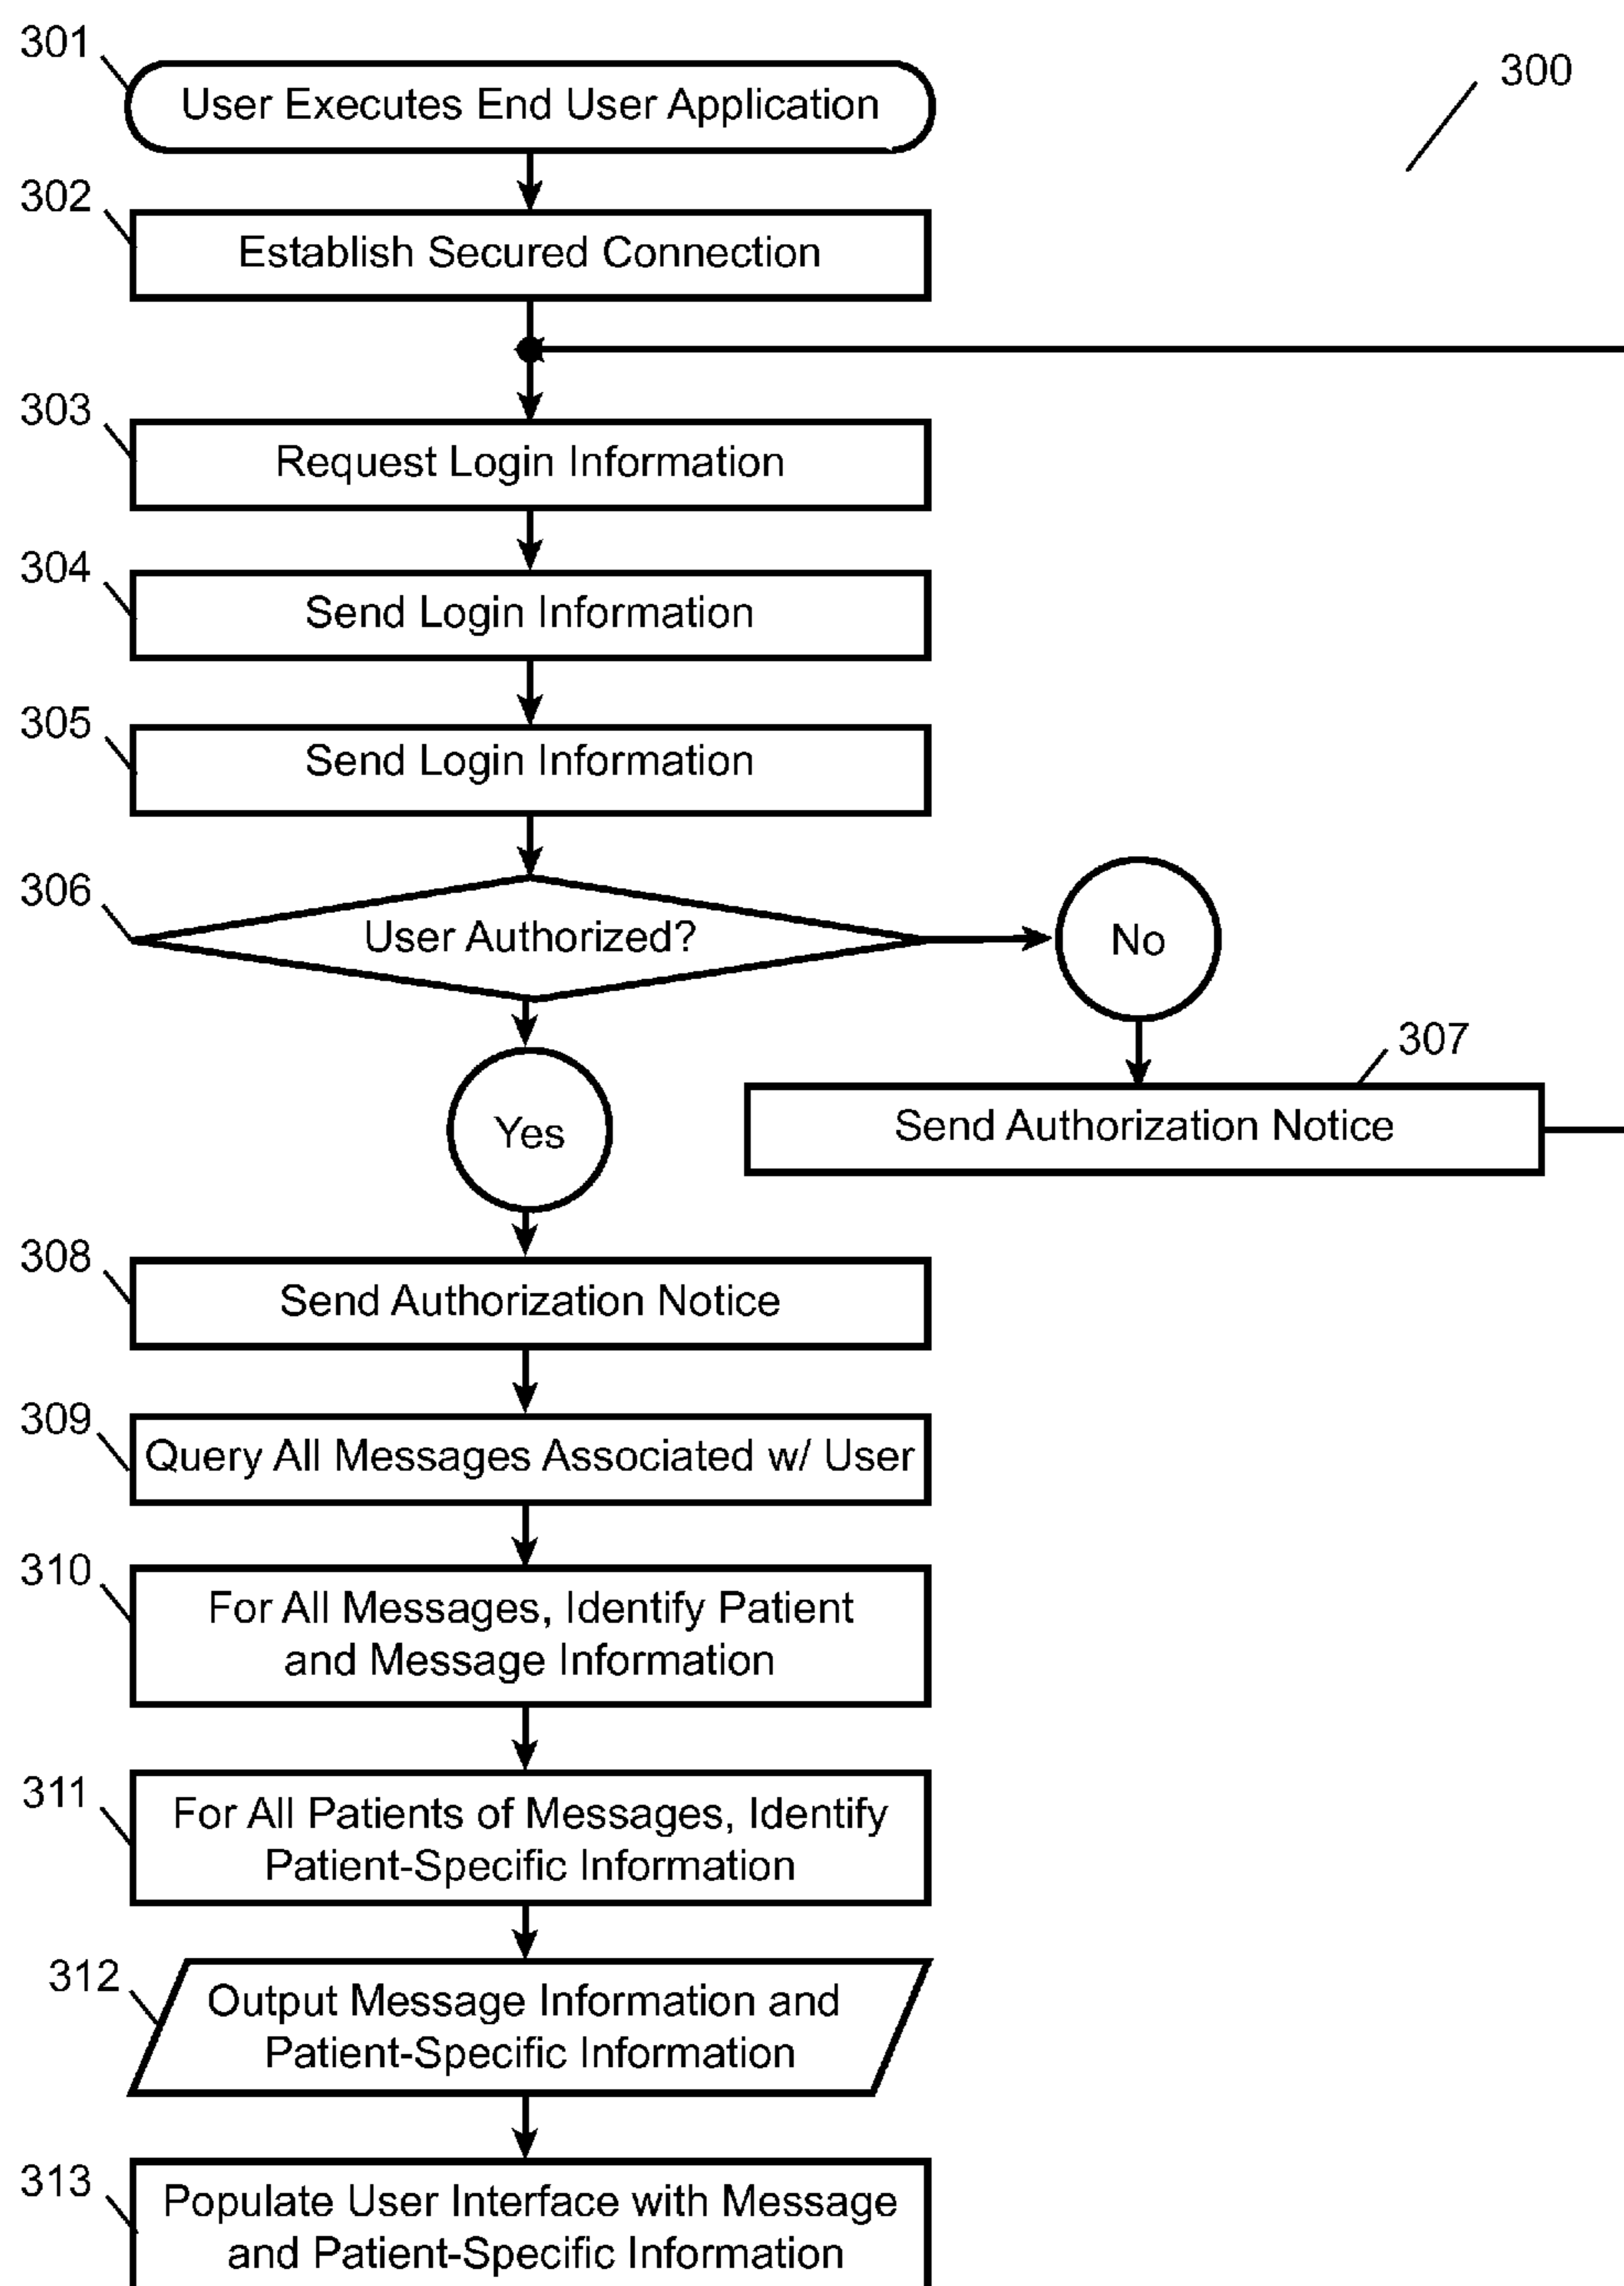 301
User Executes End User Application
300
302
Establish Secured Connection
303
Request Login Information
304
Send Login Information
305
Send Login Information
306
User Authorized?
No
307
Send Authorization Notice
Yes
308
Send Authorization Notice
309
Query All Messages Associated w/ User
310
For All Messages, Identify Patient
and Message Information
311
For All Patients of Messages, Identify
Patient-Specific Information
312
Output Message Information and
Patient-Specific Information
313
Populate User Interface with Message
and Patient-Specific Information